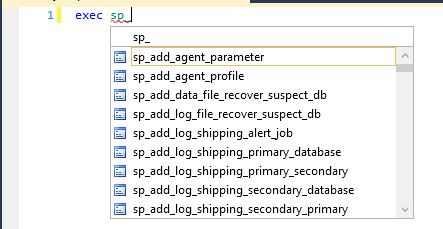 1 exec sp_
sp_
sp_add_agent_parameter
sp_add_agent_profile
sp_add_data_file_recover_suspect_db
sp_add_log_file_recover_suspect_db
sp_add_log_shipping_alert_job
sp_add_log_shipping_primary_database
sp_add_log_shipping_primary_secondary
sp_add_log_shipping_secondary_database
sp_add_log_shipping_secondary_primary